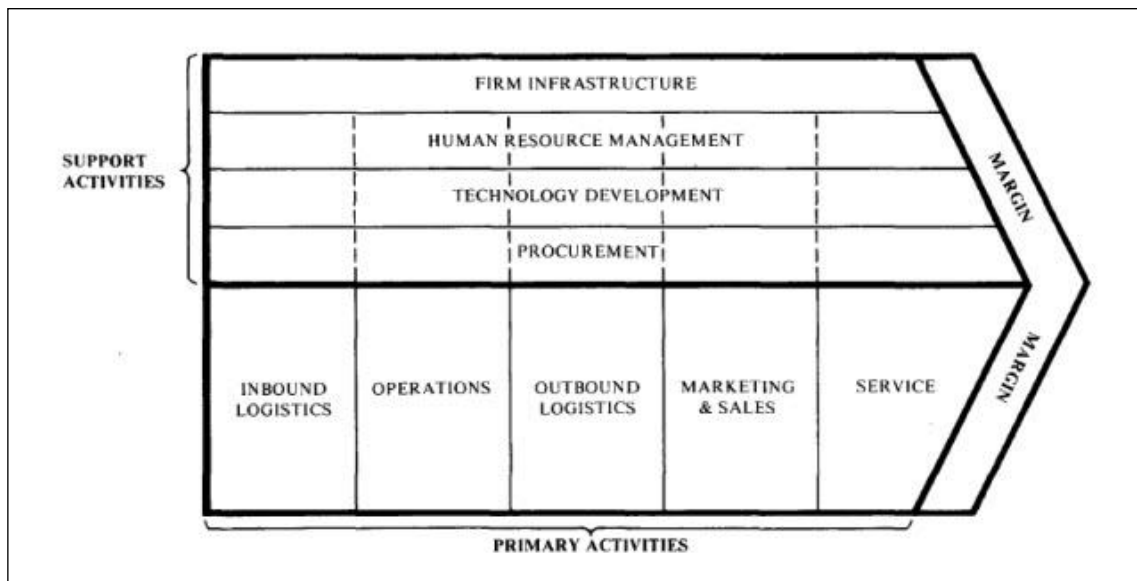 FIRM INFRASTRUCTURE
HUMAN RESOURCE MANAGEMENT
SUPPORT
ACTIVITIES
TECHNOLOGY DEVELOPMENT
PROCUREMENT
MARGIN
INBOUND
LOGISTICS
OPERATIONS
OUTBOUND
LOGISTICS
MARKETING
& SALES
SERVICE
MARGIN
PRIMARY ACTIVITIES